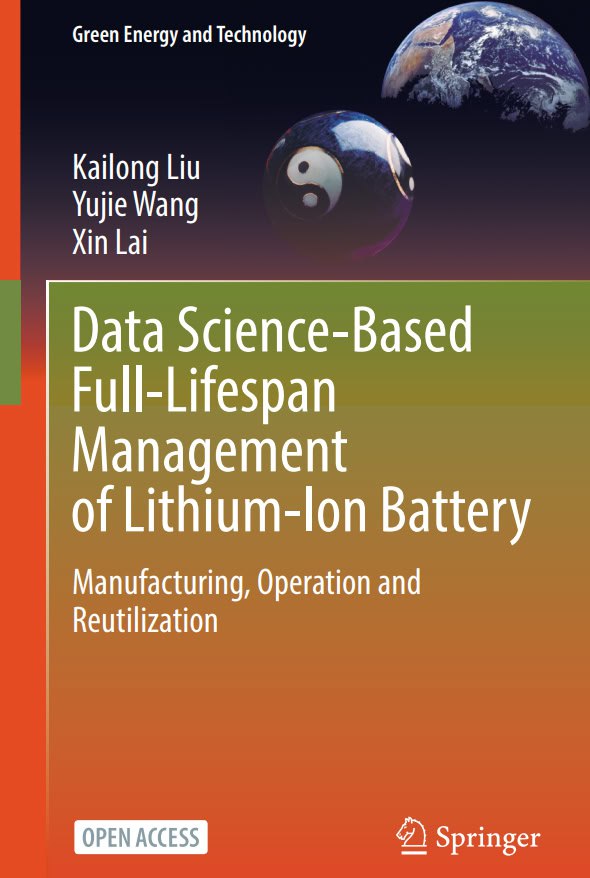 Green Energy and Technology
Kailong Liu
Yujie Wang
Xin Lai
Data Science-Based
Full-Lifespan
Management
of Lithium-Ion Battery
Manufacturing, Operation and
Reutilization
OPEN ACCESS
Springer